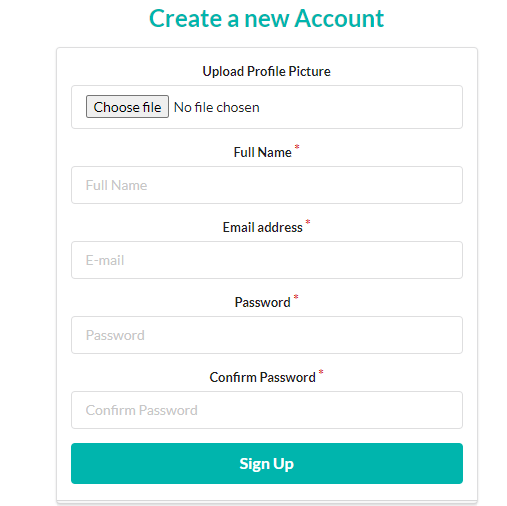 Create a new Account
Upload Profile Picture
Choose file No file chosen
Full Name *
Full Name
Email address *
E-mail
Password *
Password
Confirm Password *
Confirm Password
Sign Up